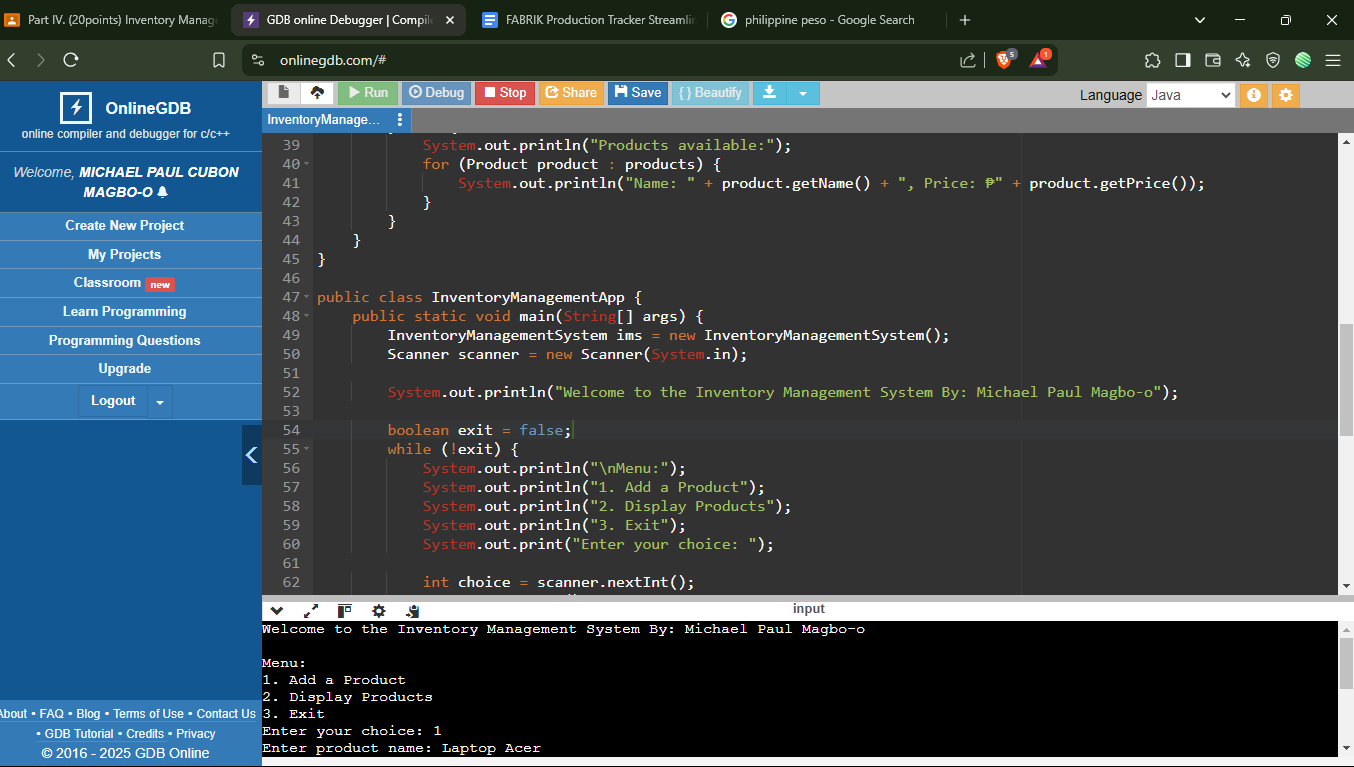 Part IV. (20points) Inventory Manag
GDB online Debugger | Compile
FABRIK Production Tracker Streamlin
philippine peso - Google Search
onlinegdb.com/#
5
1
OnlineGDB
online compiler and debugger for c/c++
Welcome, MICHAEL PAUL CUBON
MAGBO-O
Create New Project
My Projects
Classroom new
Learn Programming
Programming Questions
Upgrade
Logout
About • FAQ • Blog • Terms of Use • Contact Us
• GDB Tutorial • Credits • Privacy
© 2016 - 2025 GDB Online
Run Debug Stop Share Save { } Beautify
Language Java
InventoryManage...
39 System.out.println("Products available:");
40 for (Product product : products) {
41 System.out.println("Name: " + product.getName() + ", Price: ₱" + product.getPrice());
42 }
43 }
44 }
45 }
46
47 public class InventoryManagementApp {
48 public static void main(String[] args) {
49 InventoryManagementSystem ims = new InventoryManagementSystem();
50 Scanner scanner = new Scanner(System.in);
51
52 System.out.println("Welcome to the Inventory Management System By: Michael Paul Magbo-o");
53
54 boolean exit = false;
55 while (!exit) {
56 System.out.println("\nMenu:");
57 System.out.println("1. Add a Product");
58 System.out.println("2. Display Products");
59 System.out.println("3. Exit");
60 System.out.print("Enter your choice: ");
61
62 int choice = scanner.nextInt();
input
Welcome to the Inventory Management System By: Michael Paul Magbo-o
Menu:
1. Add a Product
2. Display Products
3. Exit
Enter your choice: 1
Enter product name: Laptop Acer